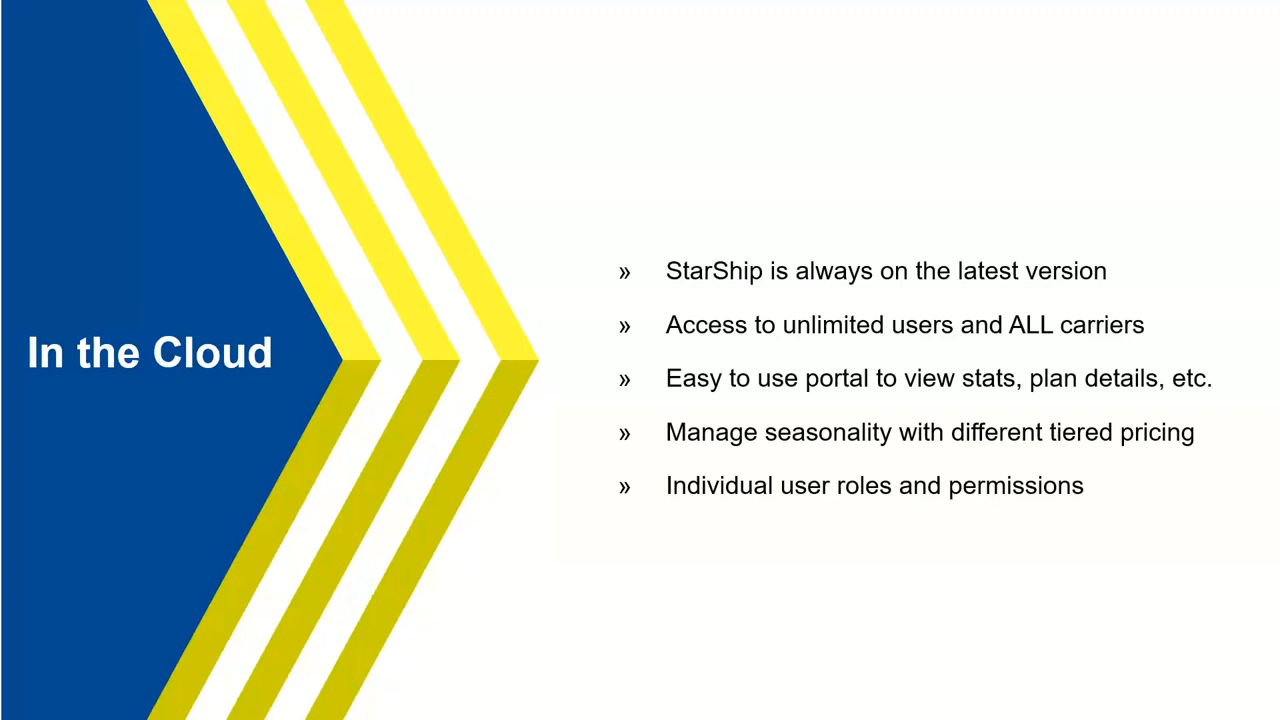 In the Cloud
» StarShip is always on the latest version
» Access to unlimited users and ALL carriers
» Easy to use portal to view stats, plan details, etc.
» Manage seasonality with different tiered pricing
» Individual user roles and permissions